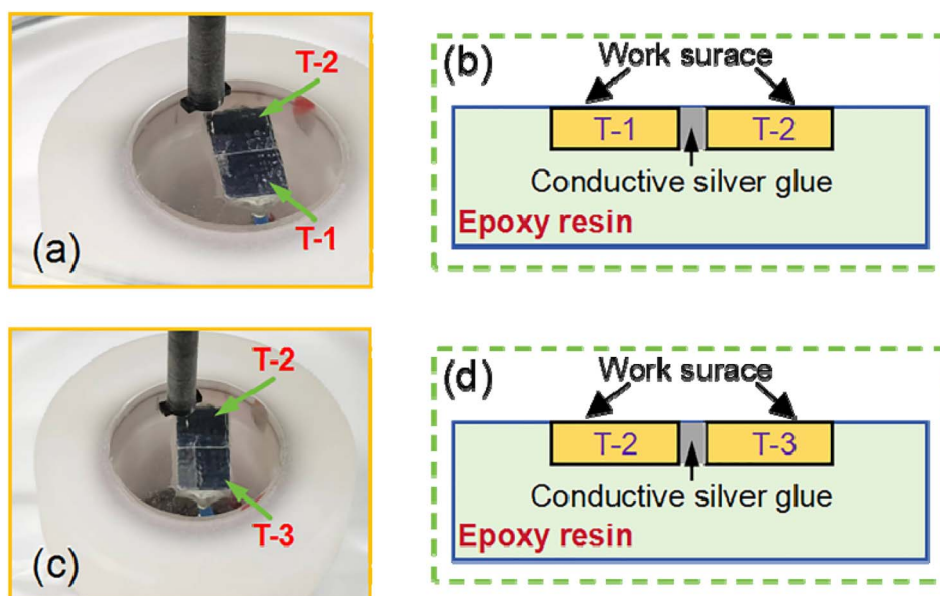 T-2
T-1
(a)
(b)
Work surace
T-1
T-2
Conductive silver glue
Epoxy resin
T-2
T-3
(c)
(d)
Work surace
T-2
T-3
Conductive silver glue
Epoxy resin